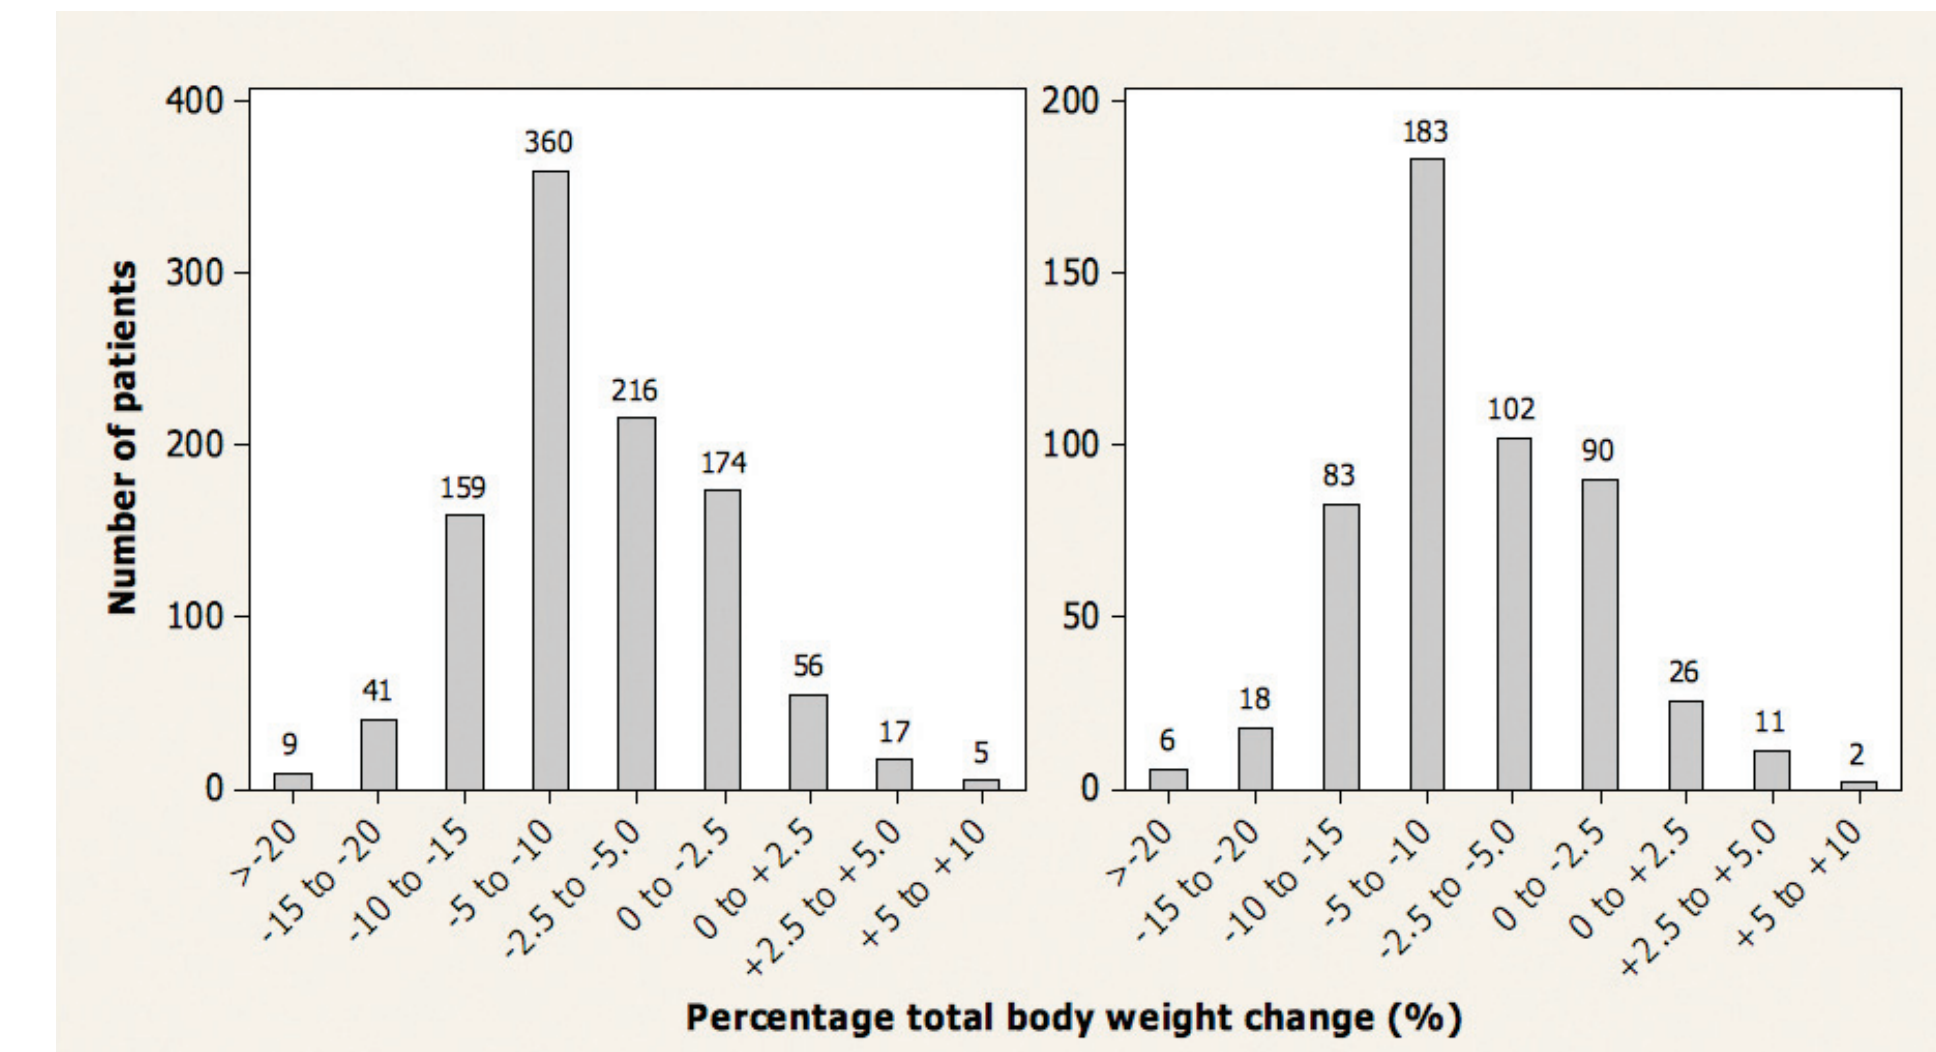 Number of patients
400
300
200
100
0
9
41
159
360
216
174
56
17
5
>-20
-15 to -20
-10 to -15
-5 to -10
-2.5 to -5.0
0 to -2.5
0 to +2.5
+2.5 to +5.0
+5 to +10
200
150
100
50
0
6
18
83
183
102
90
26
11
2
>-20
-15 to -20
-10 to -15
-5 to -10
-2.5 to -5.0
0 to -2.5
0 to +2.5
+2.5 to +5.0
+5 to +10
Percentage total body weight change (%)